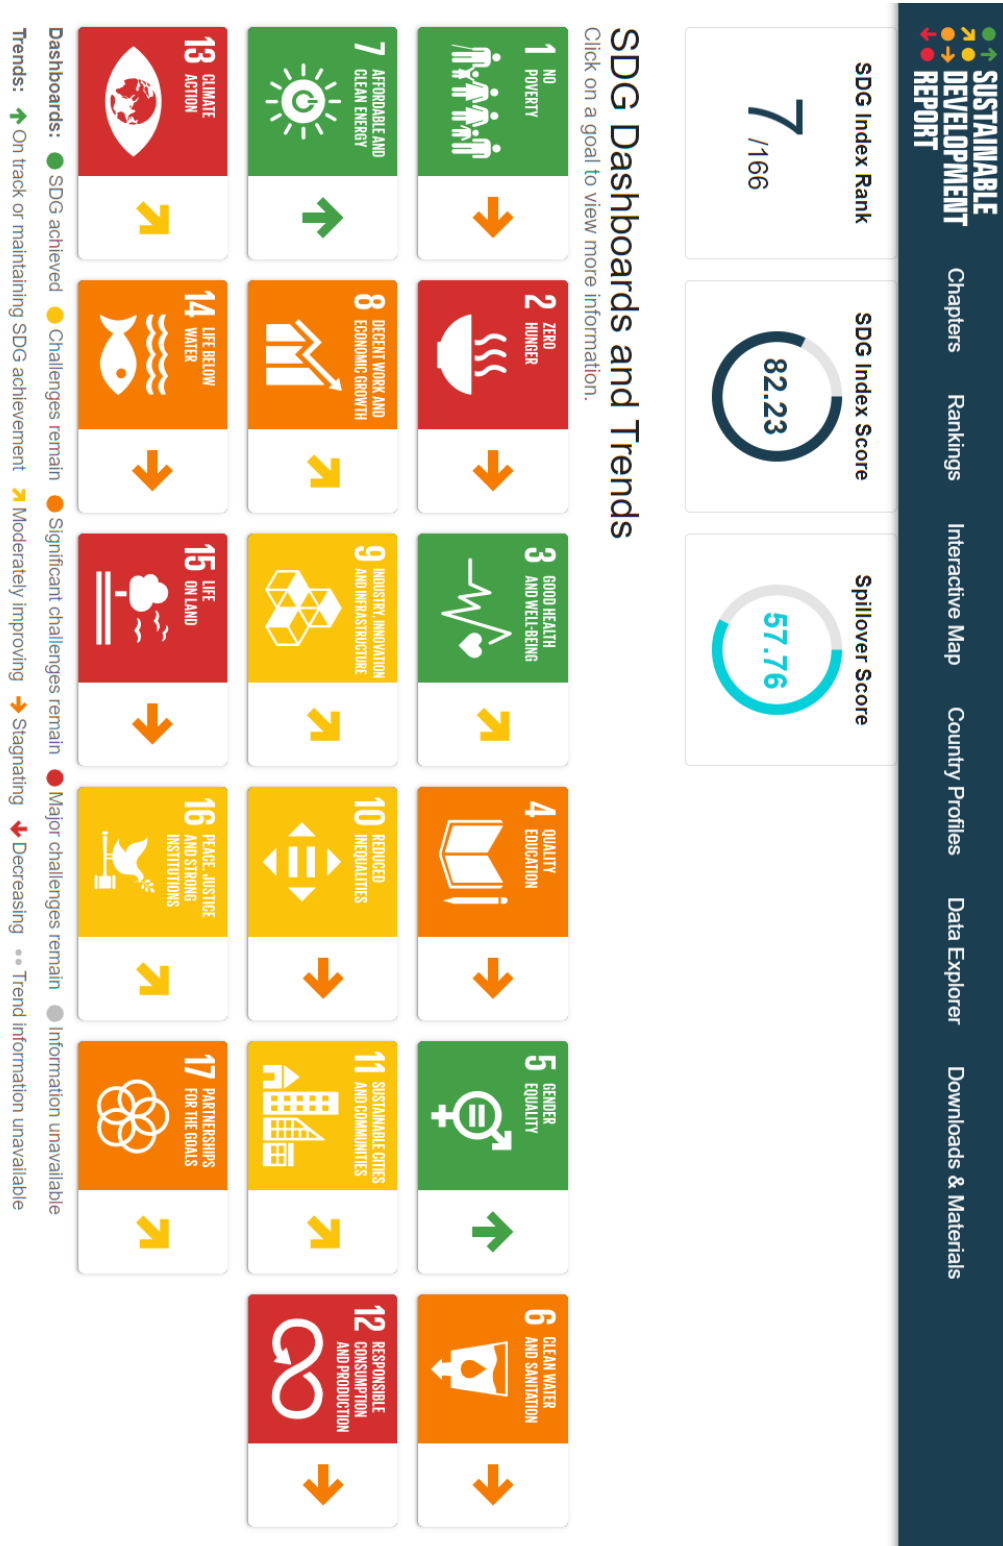 SUSTAINABLE
DEVELOPMENT
REPORT
Chapters Rankings Interactive Map Country Profiles Data Explorer Downloads & Materials
SDG Index Rank
7 /166
SDG Index Score
82.23
Spillover Score
57.76
SDG Dashboards and Trends
Click on a goal to view more information.
1 NO
POVERTY
2 ZERO
HUNGER
3 GOOD HEALTH
AND WELL-BEING
4 QUALITY
EDUCATION
5 GENDER
EQUALITY
6 CLEAN WATER
AND SANITATION
7 AFFORDABLE AND
CLEAN ENERGY
8 DECENT WORK AND
ECONOMIC GROWTH
9 INDUSTRY, INNOVATION
AND INFRASTRUCTURE
10 REDUCED
INEQUALITIES
11 SUSTAINABLE CITIES
AND COMMUNITIES
12 RESPONSIBLE
CONSUMPTION
AND PRODUCTION
13 CLIMATE
ACTION
14 LIFE BELOW
WATER
15 LIFE
ON LAND
16 PEACE, JUSTICE
AND STRONG
INSTITUTIONS
17 PARTNERSHIPS
FOR THE GOALS
Dashboards: SDG achieved Challenges remain Significant challenges remain Major challenges remain Information unavailable
Trends: On track or maintaining SDG achievement Moderately improving Stagnating Decreasing Trend information unavailable